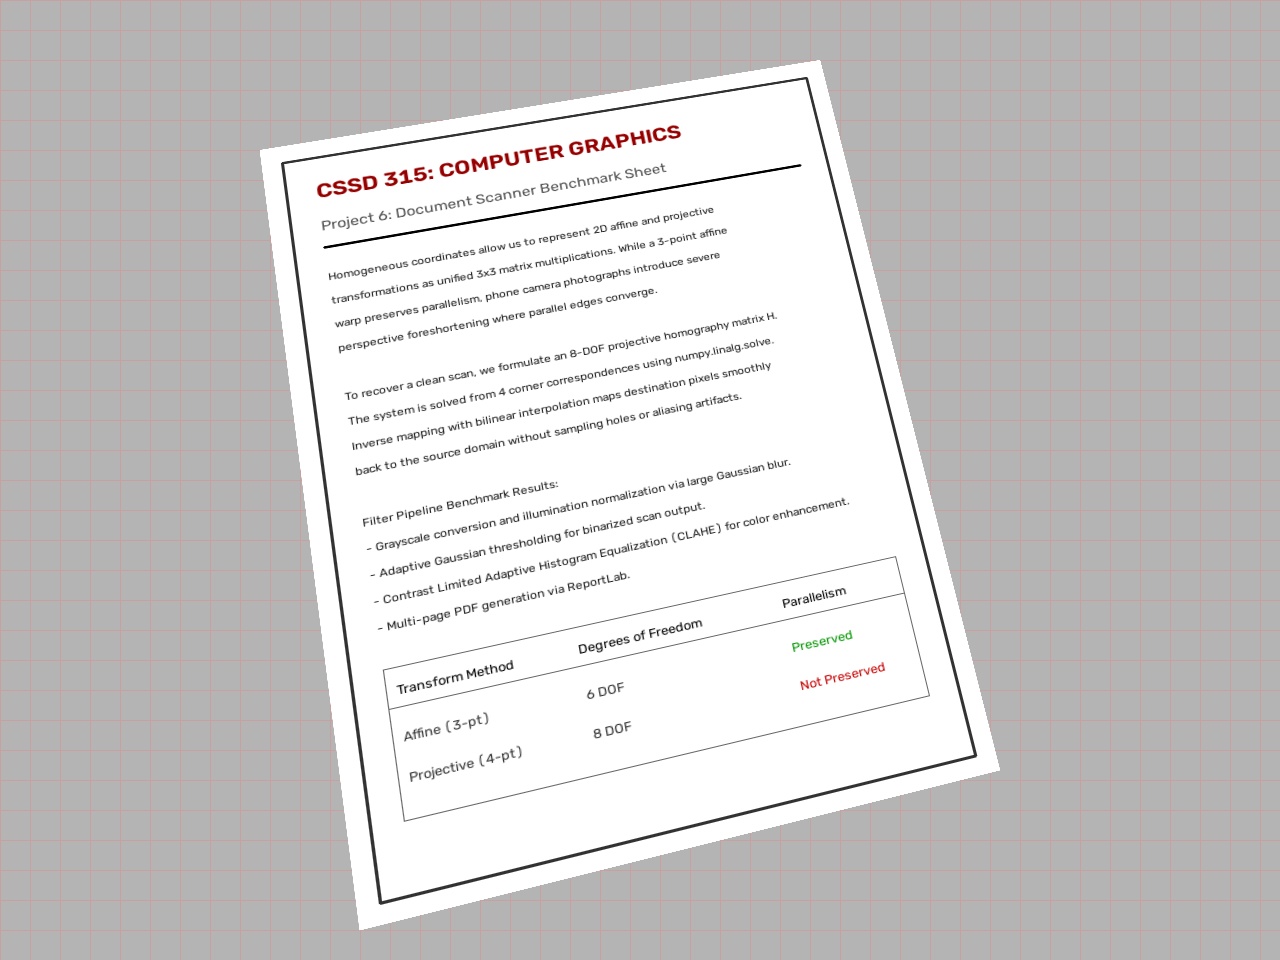 CSSD 315: COMPUTER GRAPHICS
Project 6: Document Scanner Benchmark Sheet
Homogeneous coordinates allow us to represent 2D affine and projective
transformations as unified 3x3 matrix multiplications. While a 3-point affine
warp preserves parallelism, phone camera photographs introduce severe
perspective foreshortening where parallel edges converge.
To recover a clean scan, we formulate an 8-DOF projective homography matrix H.
The system is solved from 4 corner correspondences using numpy.linalg.solve.
Inverse mapping with bilinear interpolation maps destination pixels smoothly
back to the source domain without sampling holes or aliasing artifacts.
Filter Pipeline Benchmark Results:
- Grayscale conversion and illumination normalization via large Gaussian blur.
- Adaptive Gaussian thresholding for binarized scan output.
- Contrast Limited Adaptive Histogram Equalization (CLAHE) for color enhancement.
- Multi-page PDF generation via ReportLab.
Transform Method Degrees of Freedom Parallelism
Affine (3-pt) 6 DOF Preserved
Projective (4-pt) 8 DOF Not Preserved